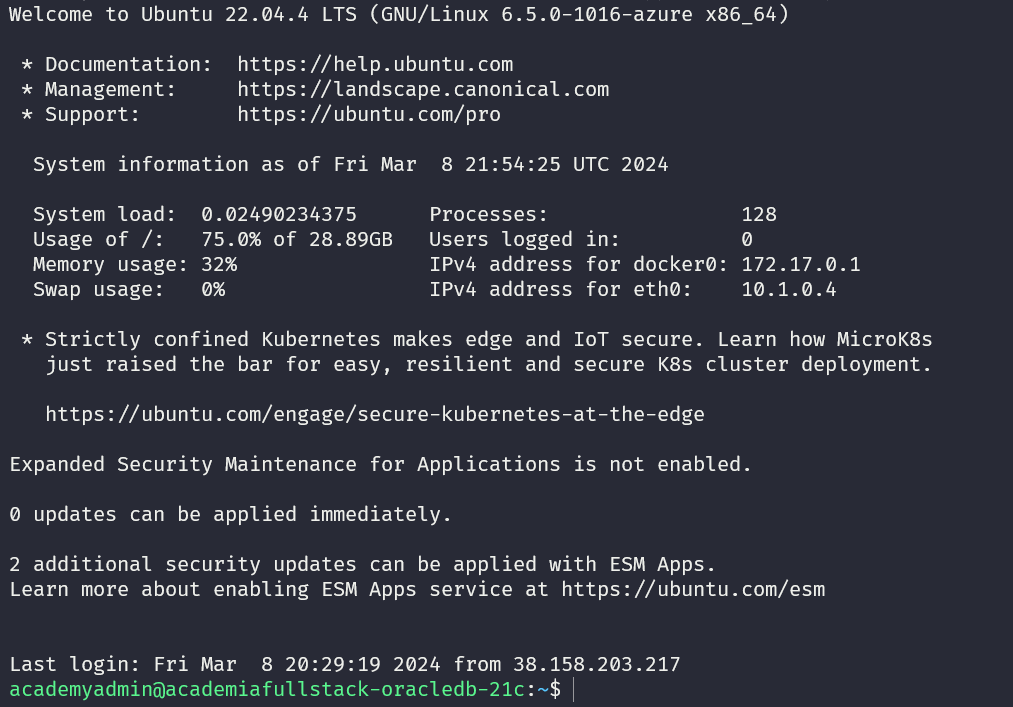 Welcome to Ubuntu 22.04.4 LTS (GNU/Linux 6.5.0-1016-azure x86_64)

 * Documentation:  https://help.ubuntu.com
 * Management:     https://landscape.canonical.com
 * Support:        https://ubuntu.com/pro

  System information as of Fri Mar  8 21:54:25 UTC 2024

  System load:  0.02490234375      Processes:                128
  Usage of /:   75.0% of 28.89GB   Users logged in:          0
  Memory usage: 32%                IPv4 address for docker0: 172.17.0.1
  Swap usage:   0%                 IPv4 address for eth0:    10.1.0.4

 * Strictly confined Kubernetes makes edge and IoT secure. Learn how MicroK8s
   just raised the bar for easy, resilient and secure K8s cluster deployment.

   https://ubuntu.com/engage/secure-kubernetes-at-the-edge

Expanded Security Maintenance for Applications is not enabled.

0 updates can be applied immediately.

2 additional security updates can be applied with ESM Apps.
Learn more about enabling ESM Apps service at https://ubuntu.com/esm


Last login: Fri Mar  8 20:29:19 2024 from 38.158.203.217
academyadmin@academiafullstack-oracledb-21c:~$